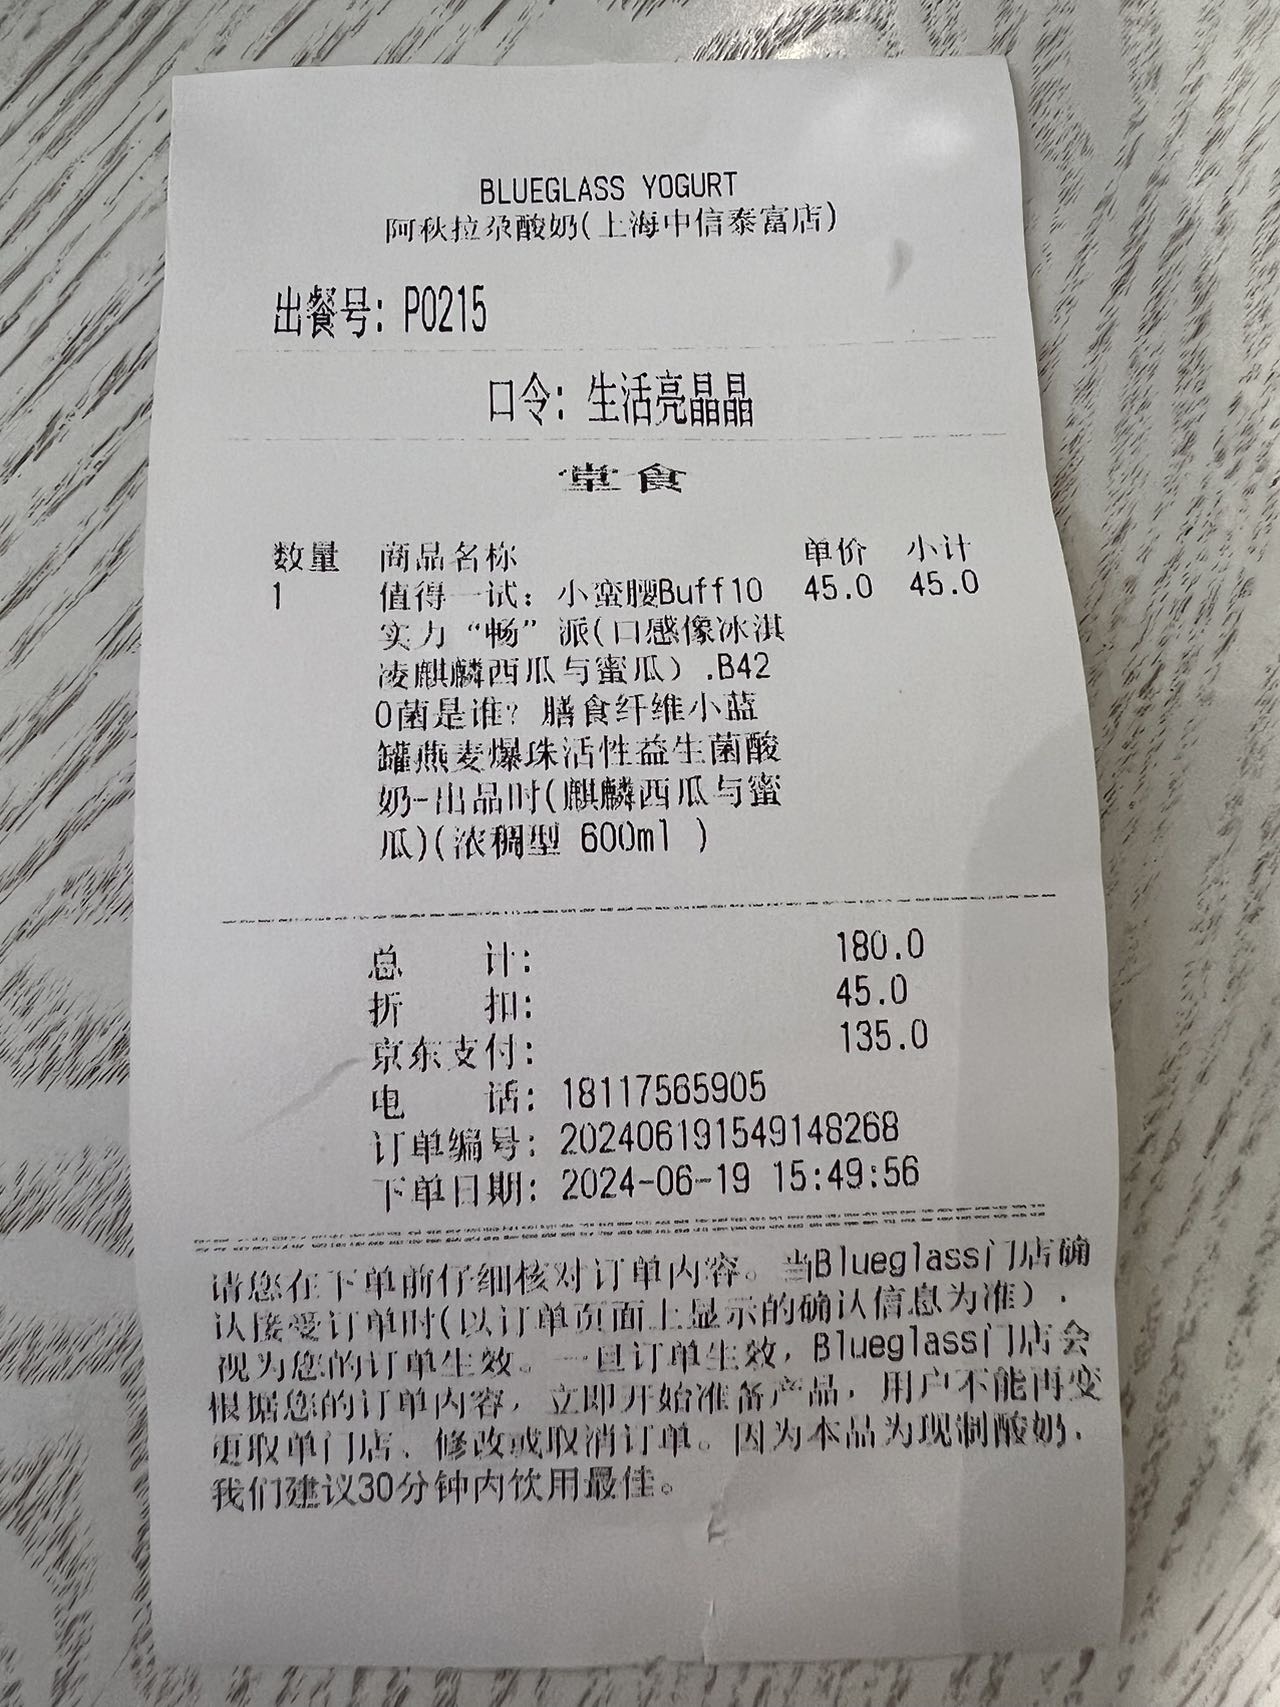 BLUEGLASS YOGURT
阿秋拉尕酸奶(上海中信泰富店)
出餐号: P0215
口令: 生活亮晶晶
堂食
数量 商品名称 单价 小计
1 值得一试: 小蛮腰Buff10 45.0 45.0
实力“畅”派(口感像冰淇
凌麒麟西瓜与蜜瓜) .B42
0菌是谁? 膳食纤维小蓝
罐燕麦爆珠活性益生菌酸
奶-出品时(麒麟西瓜与蜜
瓜)(浓稠型 600ml )
总 计: 180.0
折 扣: 45.0
京东支付: 135.0
电 话: 18117565905
订单编号: 202406191549148268
下单日期: 2024-06-19 15:49:56
请您在下单前仔细核对订单内容。当Blueglass门店确
认接受订单时(以订单页面上显示的确认信息为准),
视为您的订单生效。一旦订单生效, Blueglass门店会
根据您的订单内容, 立即开始准备产品, 用户不能再变
更取单门店、修改或取消订单。因为本品为现制酸奶,
我们建议30分钟内饮用最佳。